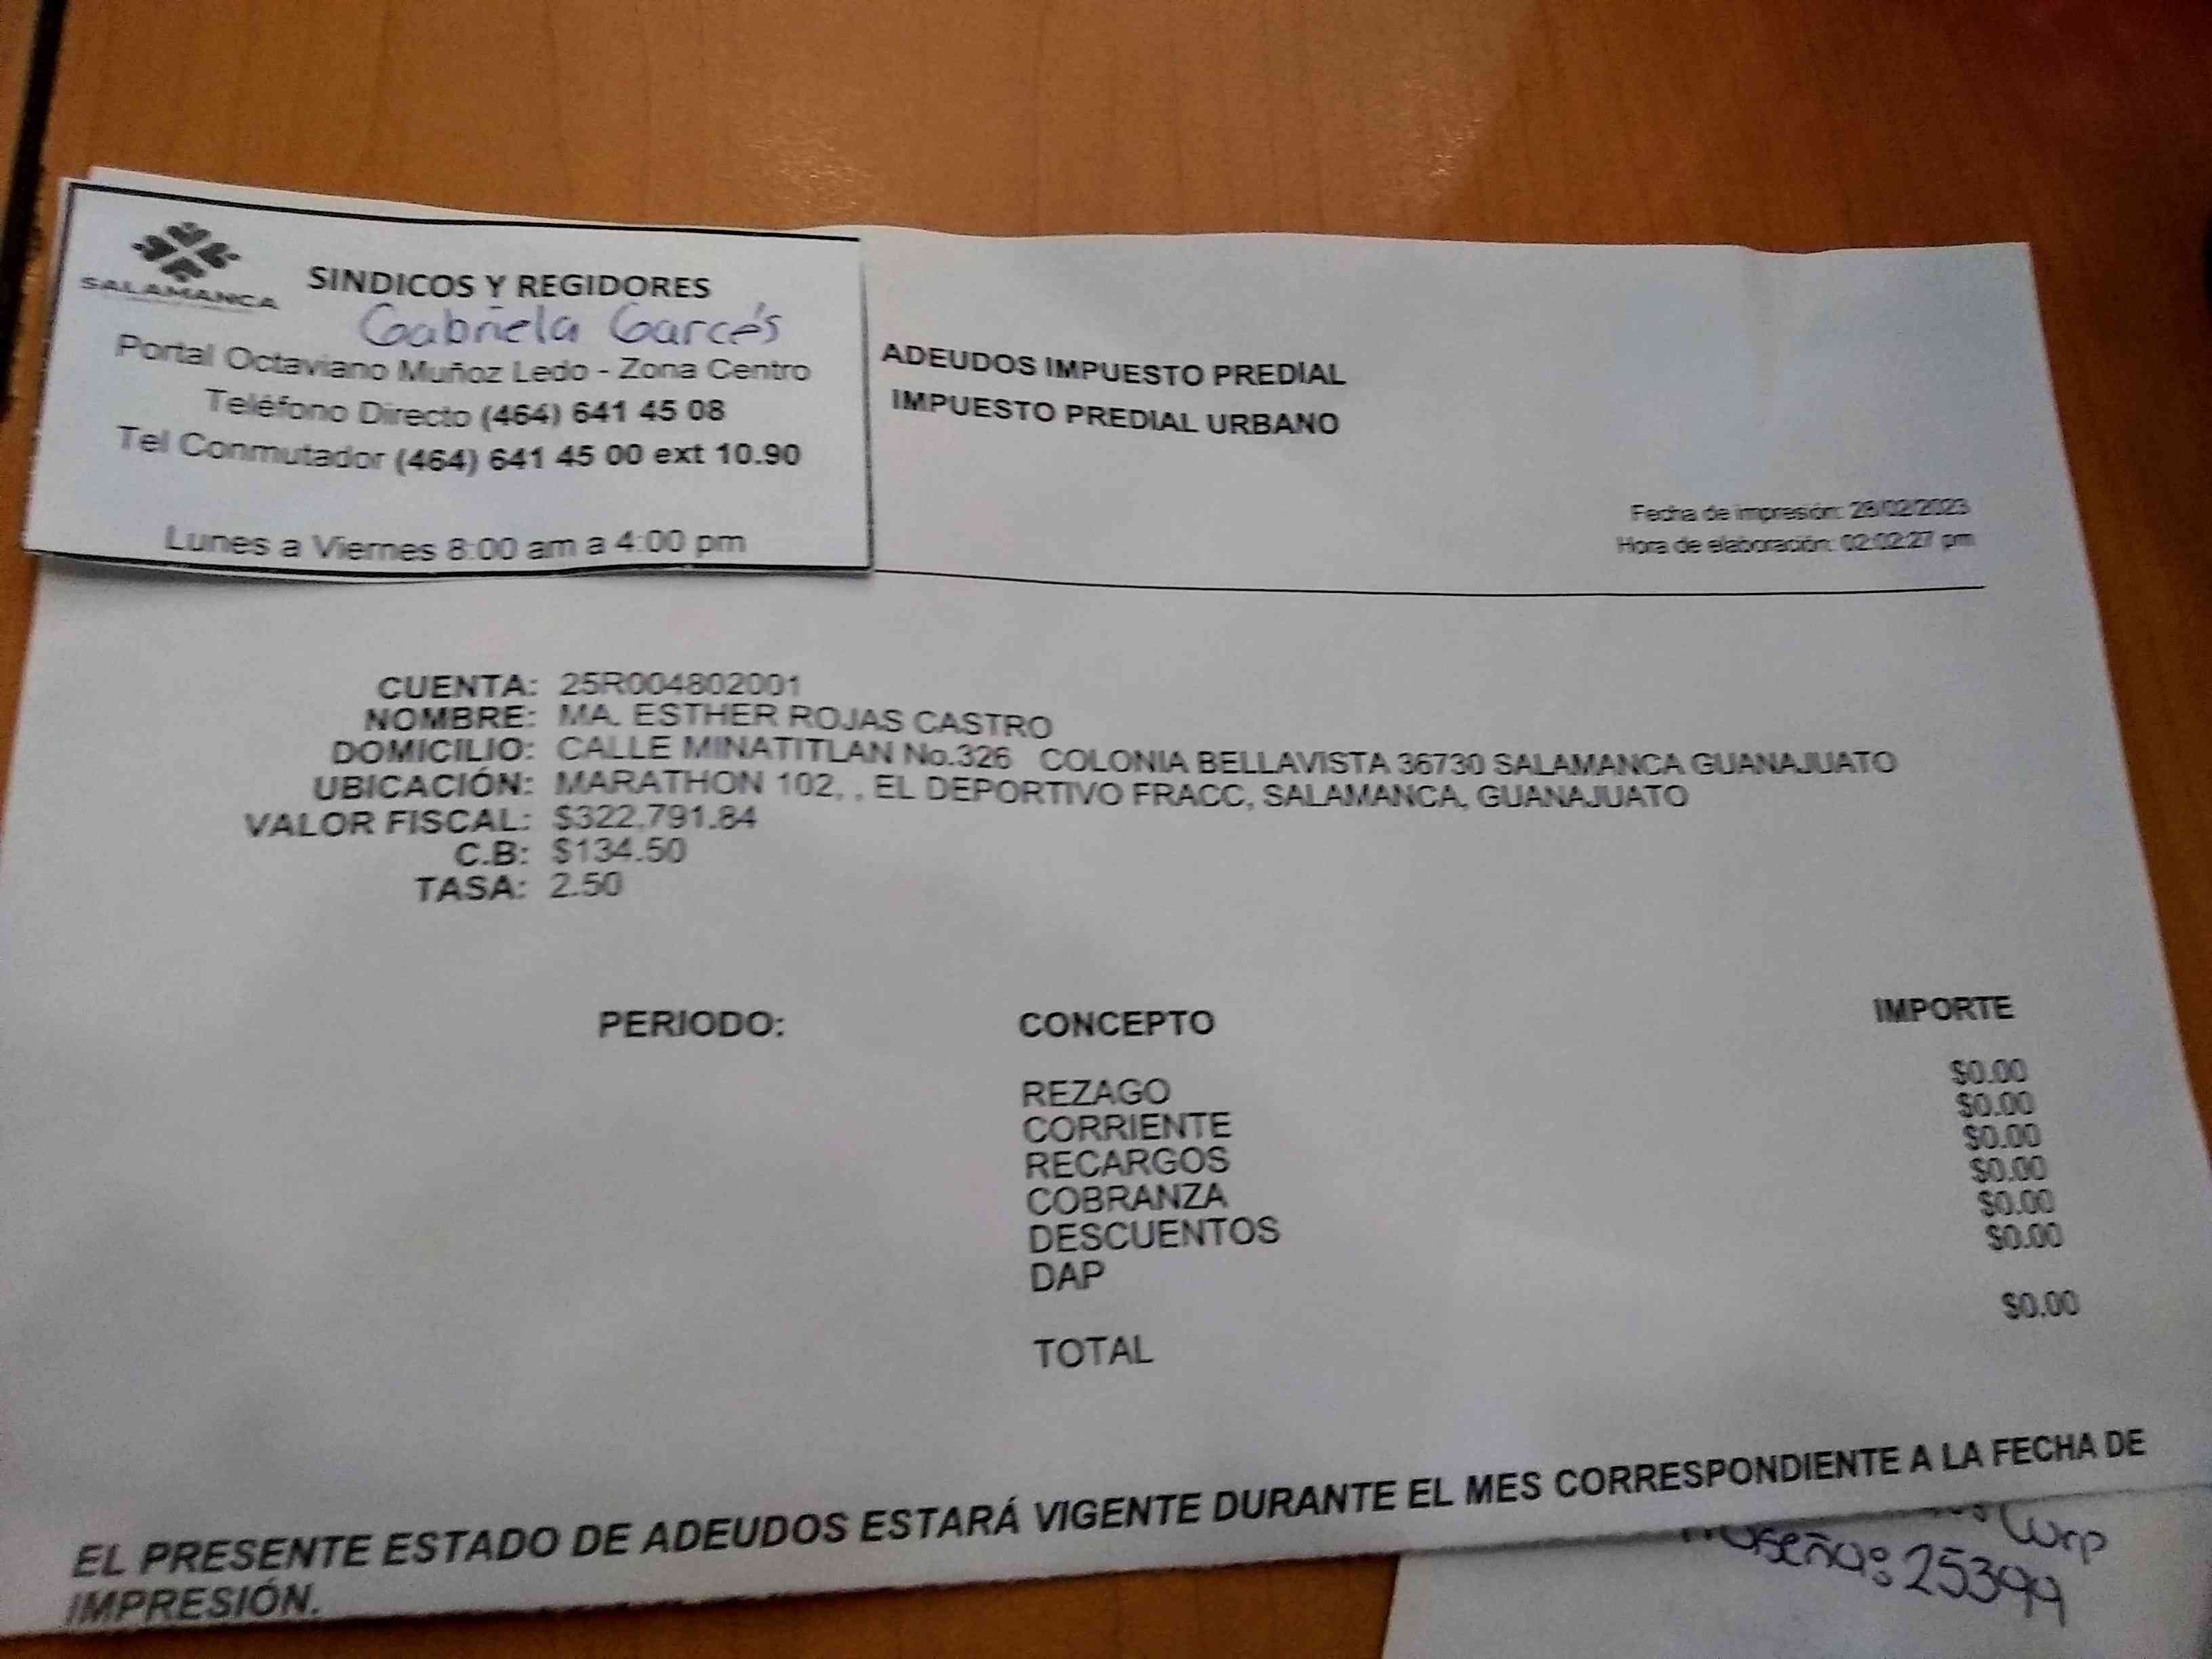 SALAMANCA
SINDICOS Y REGIDORES
Gabriela Garcés
Portal Octaviano Muñoz Ledo - Zona Centro
Teléfono Directo (464) 641 45 08
Tel Conmutador (464) 641 45 00 ext 10.90
Lunes a Viernes 8:00 am a 4:00 pm
ADEUDOS IMPUESTO PREDIAL
IMPUESTO PREDIAL URBANO
Fecha de impresión: 28/02/2023
Hora de elaboración: 02:02:27 pm
CUENTA: 25R004802001
NOMBRE: MA. ESTHER ROJAS CASTRO
DOMICILIO: CALLE MINATITLAN No.326 COLONIA BELLAVISTA 36730 SALAMANCA GUANAJUATO
UBICACIÓN: MARATHON 102, , EL DEPORTIVO FRACC, SALAMANCA, GUANAJUATO
VALOR FISCAL: $322,791.84
C.B: $134.50
TASA: 2.50
PERIODO: CONCEPTO IMPORTE
REZAGO $0.00
CORRIENTE $0.00
RECARGOS $0.00
COBRANZA $0.00
DESCUENTOS $0.00
DAP $0.00
TOTAL $0.00
EL PRESENTE ESTADO DE ADEUDOS ESTARÁ VIGENTE DURANTE EL MES CORRESPONDIENTE A LA FECHA DE
IMPRESIÓN.
Curp
25399